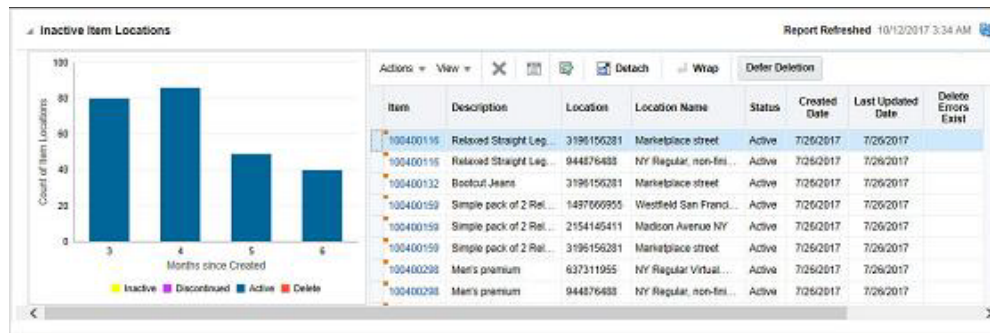 Inactive Item Locations
Report Refreshed 10/12/2017 3:34 AM
100
80
60
40
20
0
Count of Item Locations
3 4 5 6
Months since Created
Inactive Discontinued Active Delete
Actions View Detach Wrap Defer Deletion
Item Description Location Location Name Status Created Date Last Updated Date Delete Errors Exist
100400116 Relaxed Straight Leg... 3196156281 Marketplace street Active 7/26/2017 7/26/2017
100400116 Relaxed Straight Leg... 944876488 NY Regular, non-fini... Active 7/26/2017 7/26/2017
100400132 Bootcut Jeans 3196156281 Marketplace street Active 7/26/2017 7/26/2017
100400159 Simple pack of 2 Rel... 1497666955 Westfield San Franci... Active 7/26/2017 7/26/2017
100400159 Simple pack of 2 Rel... 2154145411 Madison Avenue NY Active 7/26/2017 7/26/2017
100400159 Simple pack of 2 Rel... 3196156281 Marketplace street Active 7/26/2017 7/26/2017
100400298 Men's premium 637311955 NY Regular Virtual... Active 7/26/2017 7/26/2017
100400298 Men's premium 944876488 NY Regular, non-fini... Active 7/26/2017 7/26/2017